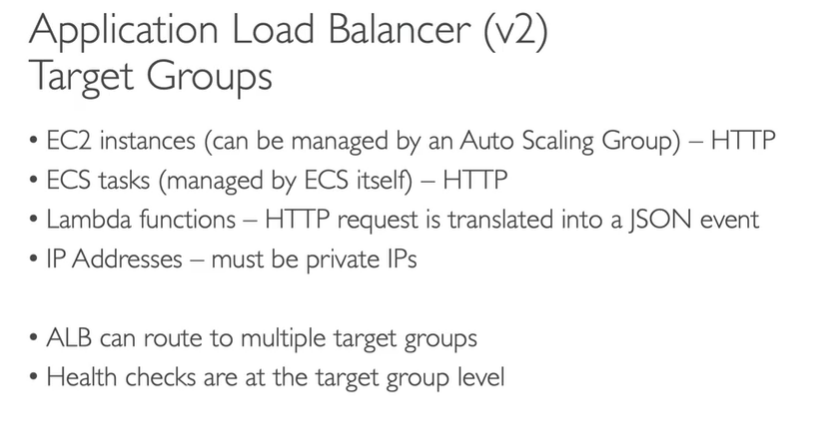 Application Load Balancer (v2)
Target Groups
• EC2 instances (can be managed by an Auto Scaling Group) – HTTP
• ECS tasks (managed by ECS itself) – HTTP
• Lambda functions – HTTP request is translated into a JSON event
• IP Addresses – must be private IPs
• ALB can route to multiple target groups
• Health checks are at the target group level